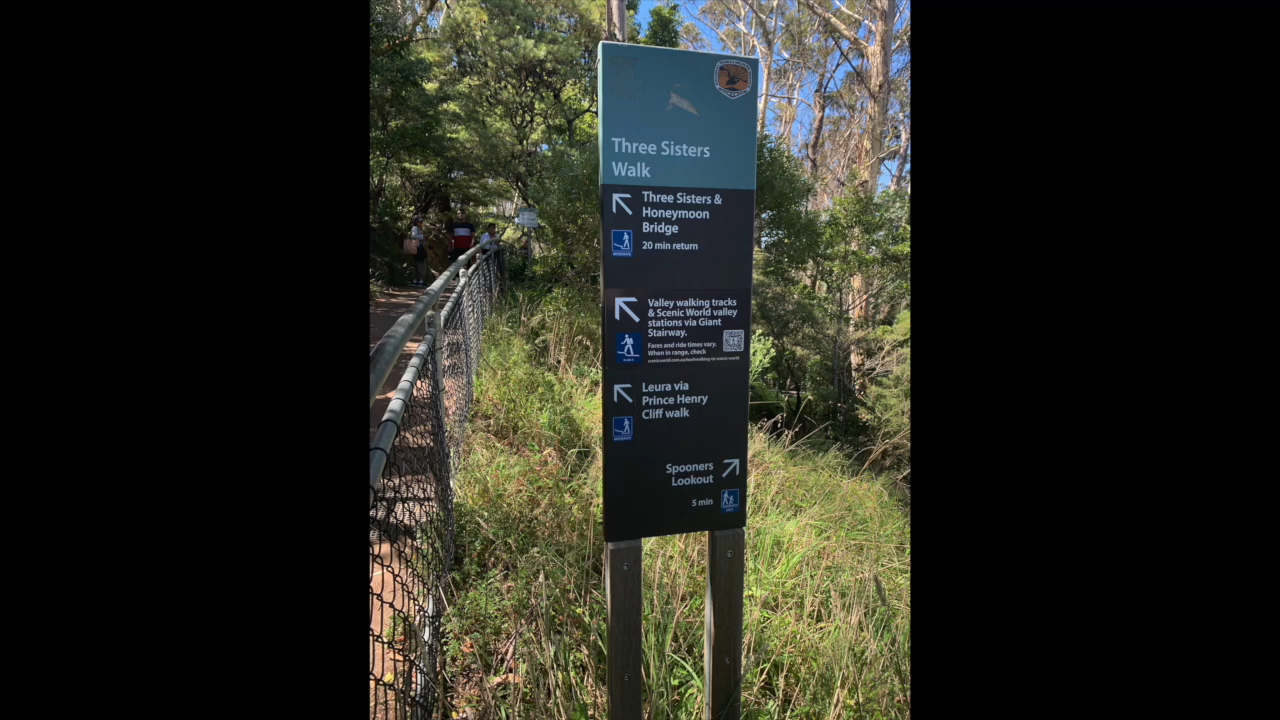 Three Sisters
Walk
Three Sisters &
Honeymoon
Bridge
20 min return
Valley walking tracks
& Scenic World valley
stations via Giant
Stairway.
Fares and ride times vary.
When in range, check
Leura via
Prince Henry
Cliff walk
Spooners
Lookout
5 min